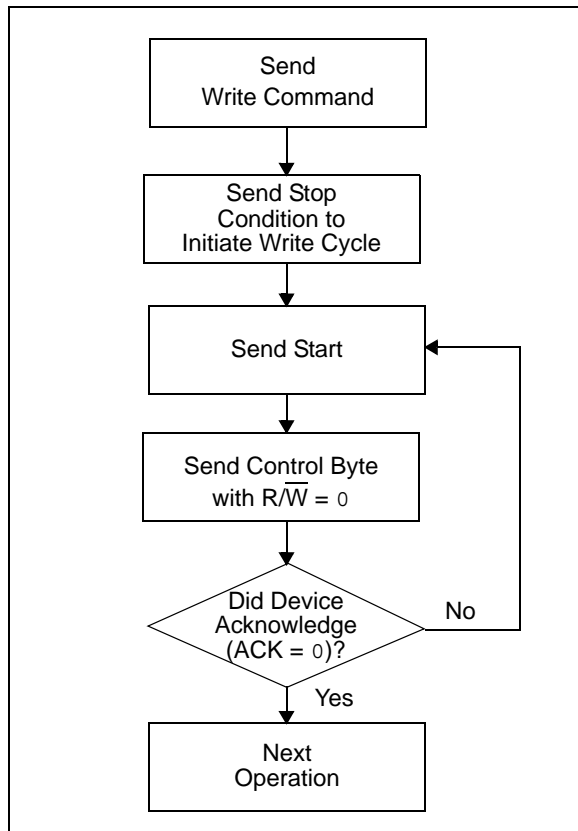 Send
Write Command
Send Stop
Condition to
Initiate Write Cycle
Send Start
Send Control Byte
with R/W̅ = 0
Did Device
Acknowledge
(ACK = 0)?
No
Yes
Next
Operation